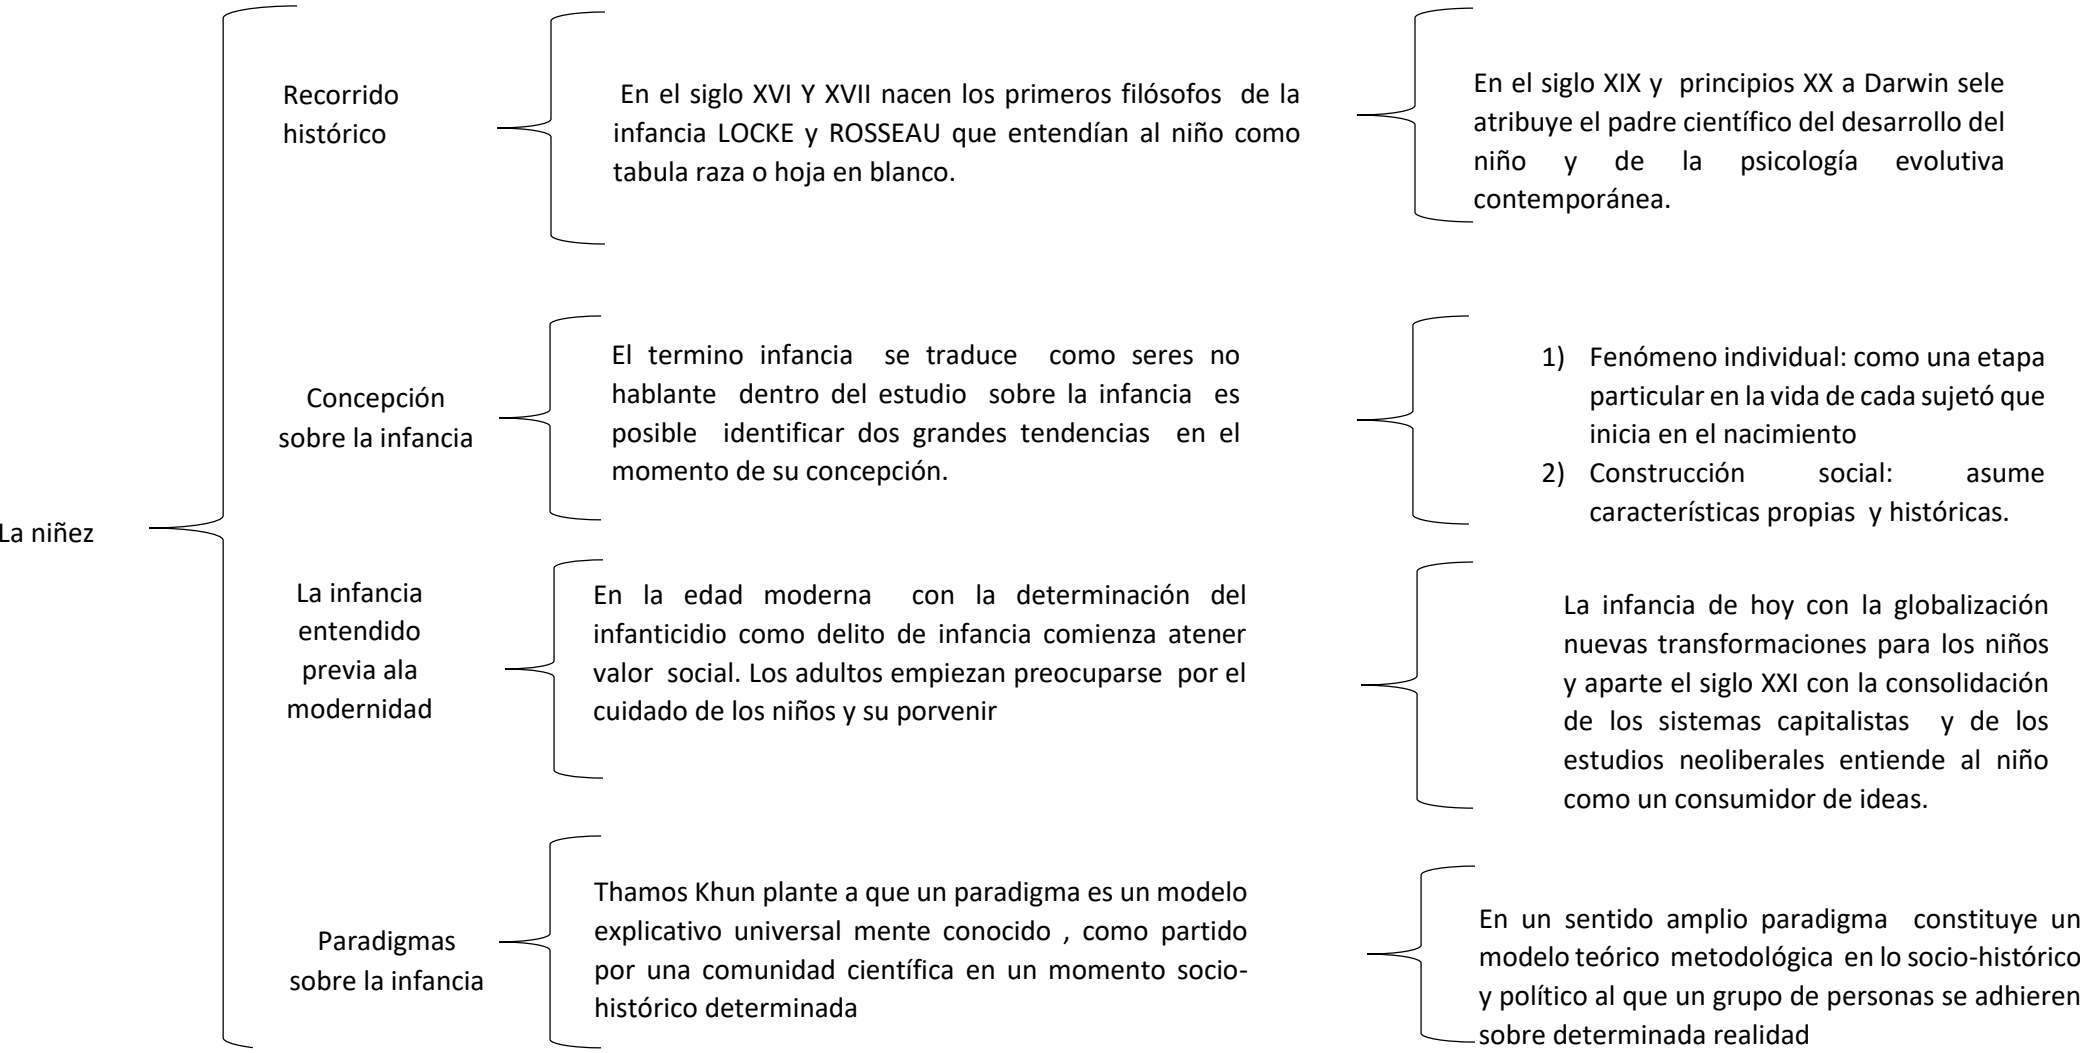 La niñez
Recorrido
histórico
En el siglo XVI Y XVII nacen los primeros filósofos de la
infancia LOCKE y ROSSEAU que entendían al niño como
tabula raza o hoja en blanco.
En el siglo XIX y principios XX a Darwin sele
atribuye el padre científico del desarrollo del
niño y de la psicología evolutiva
contemporánea.
Concepción
sobre la infancia
El termino infancia se traduce como seres no
hablante dentro del estudio sobre la infancia es
posible identificar dos grandes tendencias en el
momento de su concepción.
1) Fenómeno individual: como una etapa
particular en la vida de cada sujetó que
inicia en el nacimiento
2) Construcción social: asume
características propias y históricas.
La infancia
entendido
previa ala
modernidad
En la edad moderna con la determinación del
infanticidio como delito de infancia comienza atener
valor social. Los adultos empiezan preocuparse por el
cuidado de los niños y su porvenir
La infancia de hoy con la globalización
nuevas transformaciones para los niños
y aparte el siglo XXI con la consolidación
de los sistemas capitalistas y de los
estudios neoliberales entiende al niño
como un consumidor de ideas.
Paradigmas
sobre la infancia
Thamos Khun plante a que un paradigma es un modelo
explicativo universal mente conocido , como partido
por una comunidad científica en un momento socio-
histórico determinada
En un sentido amplio paradigma constituye un
modelo teórico metodológica en lo socio-histórico
y político al que un grupo de personas se adhieren
sobre determinada realidad